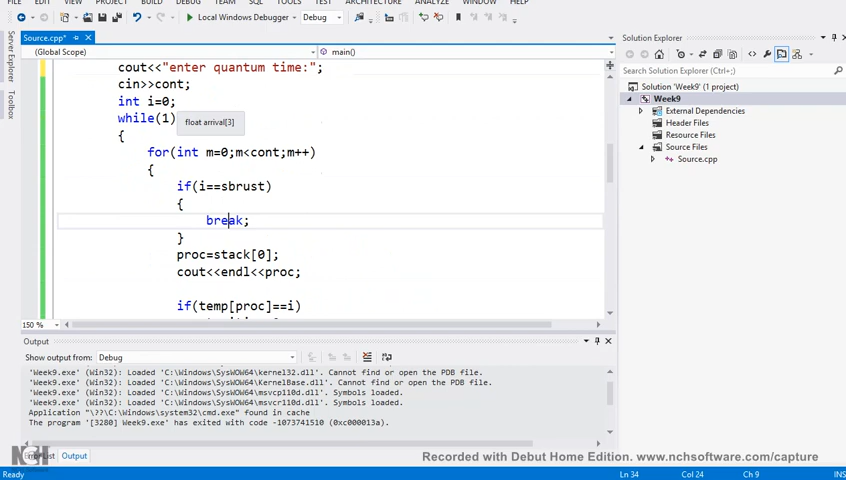 FILE EDIT VIEW PROJECT BUILD DEBUG TEAM SQL TOOLS TEST ARCHITECTURE ANALYZE WINDOW HELP
Local Windows Debugger Debug
Source.cpp*
Solution Explorer
(Global Scope) main()
Server Explorer
Toolbox
Search Solution Explorer (Ctrl+;)
Solution 'Week9' (1 project)
Week9
External Dependencies
Header Files
Resource Files
Source Files
Source.cpp
cout<<"enter quantum time:";
cin>>cont;
int i=0;
while(1)
float arrival[3]
{
for(int m=0;m<cont;m++)
{
if(i==sbrust)
{
break;
}
proc=stack[0];
cout<<endl<<proc;
if(temp[proc]==i)
150 %
Output
Show output from: Debug
'Week9.exe' (Win32): Loaded 'C:\Windows\SysWOW64\kernel32.dll'. Cannot find or open the PDB file.
'Week9.exe' (Win32): Loaded 'C:\Windows\SysWOW64\KernelBase.dll'. Cannot find or open the PDB file.
'Week9.exe' (Win32): Loaded 'C:\Windows\SysWOW64\msvcp110d.dll'. Symbols loaded.
'Week9.exe' (Win32): Loaded 'C:\Windows\SysWOW64\msvcr110d.dll'. Symbols loaded.
Application "\??\C:\Windows\system32\cmd.exe" found in cache
The program '[3280] Week9.exe' has exited with code -1073741510 (0xc000013a).
NCH
Error List Output
Recorded with Debut Home Edition. www.nchsoftware.com/capture
Ready Ln 34 Col 24 Ch 9 INS